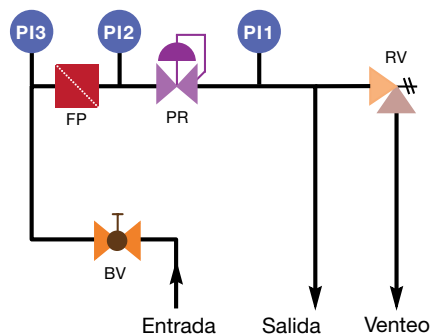 PI3 PI2 PI1
RV
FP PR
BV
Entrada Salida Venteo